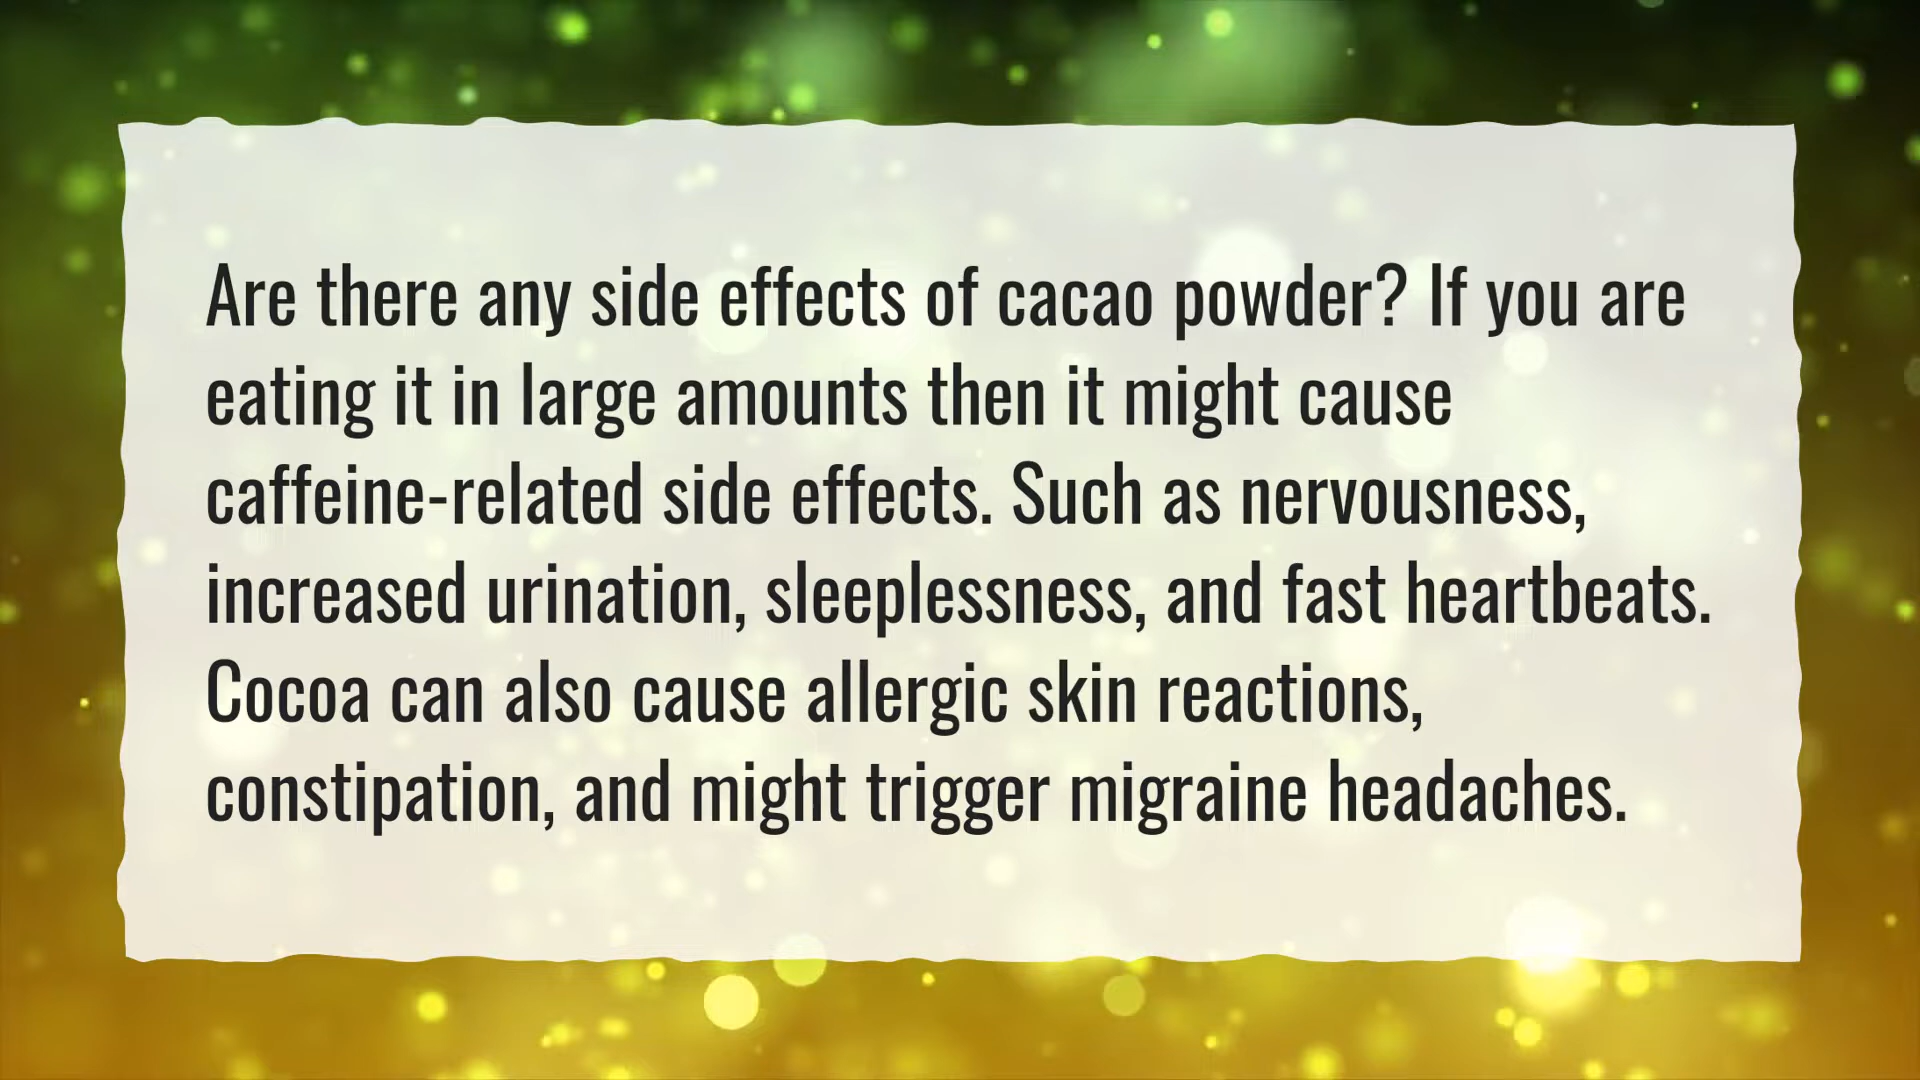 Are there any side effects of cacao powder? If you are
eating it in large amounts then it might cause
caffeine-related side effects. Such as nervousness,
increased urination, sleeplessness, and fast heartbeats.
Cocoa can also cause allergic skin reactions,
constipation, and might trigger migraine headaches.